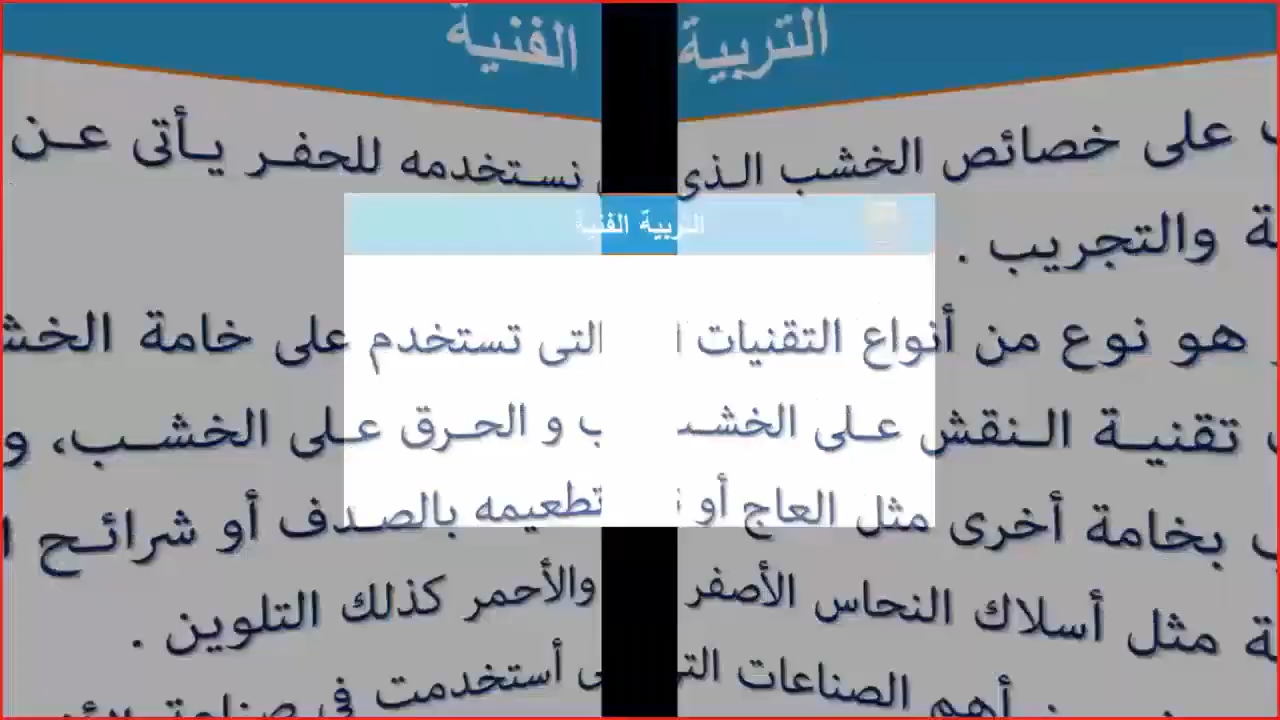 التربية الفنية
على خصائص الخشب الذى نستخدمه للحفر يأتى عن
والتجريب .
التربية الفنية
هو نوع من أنواع التقنيات التى تستخدم على خامة
تقنية النقش على الخشب و الحرق على الخشب، و
بخامة أخرى مثل العاج أو تطعيمه بالصدف أو شرائح
مثل أسلاك النحاس الأصفر والأحمر كذلك التلوين .
أهم الصناعات التى أستخدمت فى صناعة